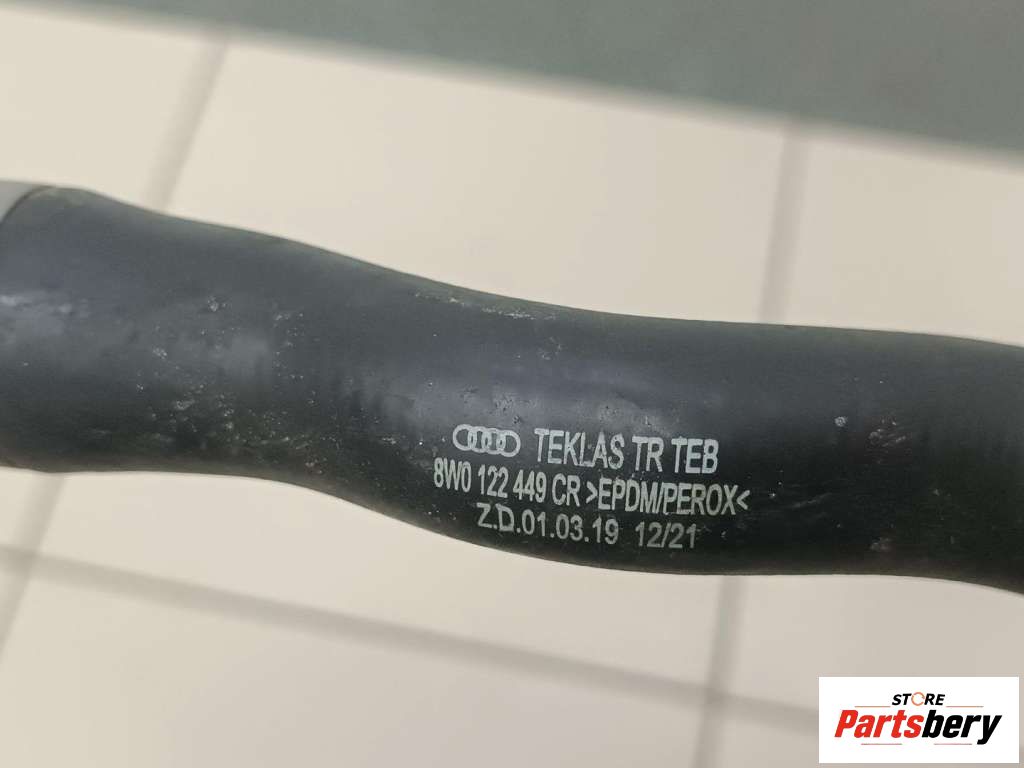 TEKLAS TR TEB
8W0 122 449 CR >EPDM/PEROX<
Z.D.01.03.19 12/21
STORE
Partsbery